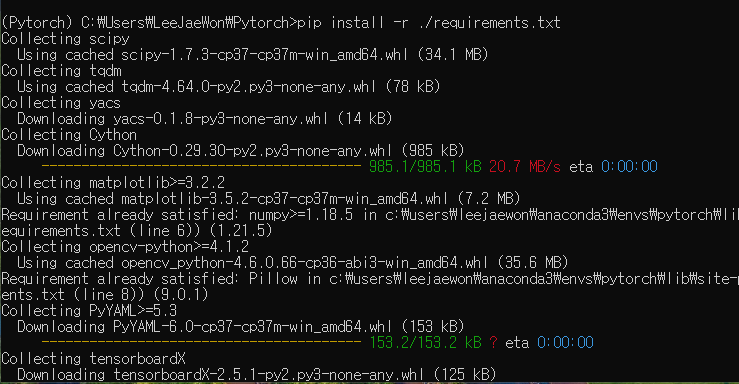 (Pytorch) C:₩Users₩LeeJaeWon₩Pytorch>pip install -r ./requirements.txt
Collecting scipy
Using cached scipy-1.7.3-cp37-cp37m-win_amd64.whl (34.1 MB)
Collecting tqdm
Using cached tqdm-4.64.0-py2.py3-none-any.whl (78 kB)
Collecting yacs
Downloading yacs-0.1.8-py3-none-any.whl (14 kB)
Collecting Cython
Downloading Cython-0.29.30-py2.py3-none-any.whl (985 kB)
---------------------------------------- 985.1/985.1 kB 20.7 MB/s eta 0:00:00
Collecting matplotlib>=3.2.2
Using cached matplotlib-3.5.2-cp37-cp37m-win_amd64.whl (7.2 MB)
Requirement already satisfied: numpy>=1.18.5 in c:₩users₩leejaewon₩anaconda3₩envs₩pytorch₩lib
equirements.txt (line 6)) (1.21.5)
Collecting opencv-python>=4.1.2
Using cached opencv_python-4.6.0.66-cp36-abi3-win_amd64.whl (35.6 MB)
Requirement already satisfied: Pillow in c:₩users₩leejaewon₩anaconda3₩envs₩pytorch₩lib₩site-p
ents.txt (line 8)) (9.0.1)
Collecting PyYAML>=5.3
Downloading PyYAML-6.0-cp37-cp37m-win_amd64.whl (153 kB)
---------------------------------------- 153.2/153.2 kB ? eta 0:00:00
Collecting tensorboardX
Downloading tensorboardX-2.5.1-py2.py3-none-any.whl (125 kB)